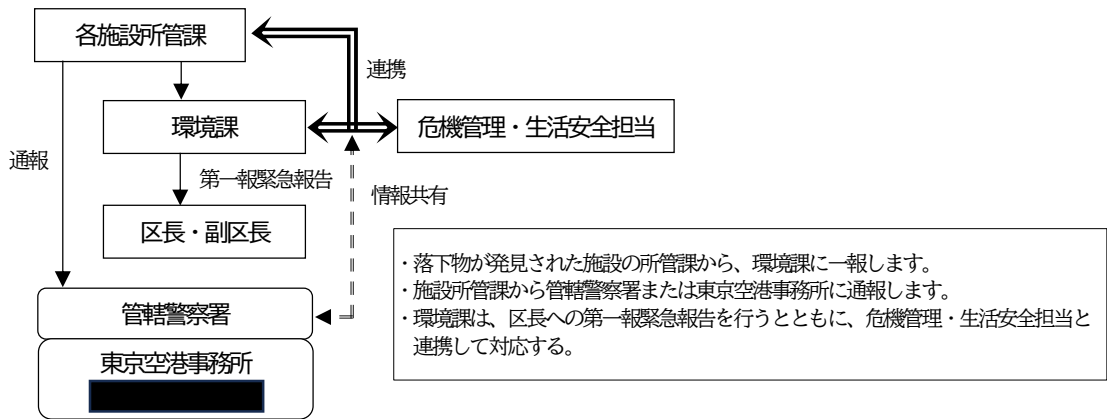 各施設所管課
連携
環境課
危機管理・生活安全担当
通報
第一報緊急報告
情報共有
区長・副区長
・落下物が発見された施設の所管課から、環境課に一報します。
・施設所管課から管轄警察署または東京空港事務所に通報します。
・環境課は、区長への第一報緊急報告を行うとともに、危機管理・生活安全担当と
連携して対応する。
管轄警察署
東京空港事務所